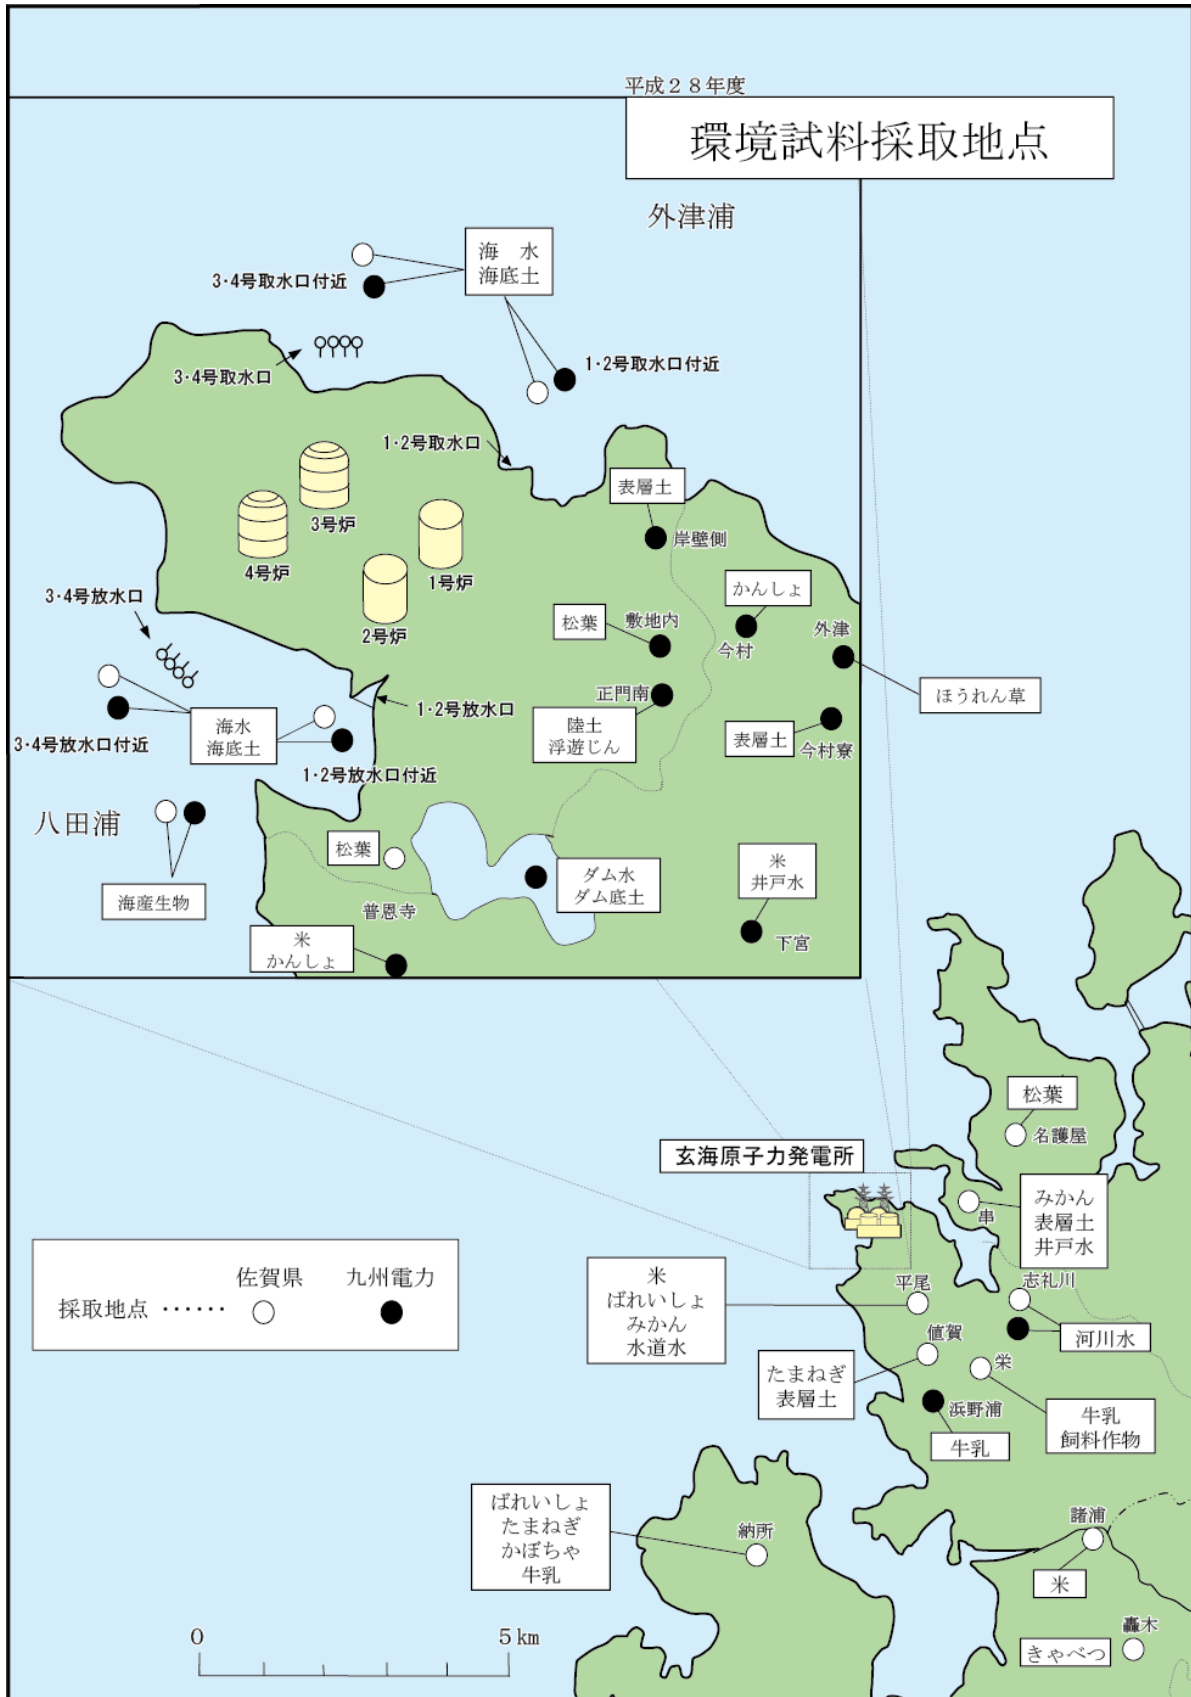 平成２８年度
環境試料採取地点
外津浦
海　水
海底土
3･4号取水口付近
1･2号取水口付近
3･4号取水口
1･2号取水口
表層土
岸壁側
3号炉
4号炉
1号炉
2号炉
かんしょ
今村
松葉
敷地内
外津
ほうれん草
正門南
陸土
浮遊じん
表層土
今村寮
3･4号放水口
1･2号放水口
海水
海底土
3･4号放水口付近
1･2号放水口付近
八田浦
海産生物
松葉
普恩寺
米
かんしょ
ダム水
ダム底土
米
井戸水
下宮
松葉
名護屋
玄海原子力発電所
串
みかん
表層土
井戸水
佐賀県
九州電力
採取地点 ‥‥‥
米
ばれいしょ
みかん
水道水
平尾
志礼川
河川水
値賀
たまねぎ
表層土
栄
牛乳
飼料作物
浜野浦
牛乳
ばれいしょ
たまねぎ
かぼちゃ
牛乳
納所
諸浦
米
轟木
きゃべつ
0
5㎞